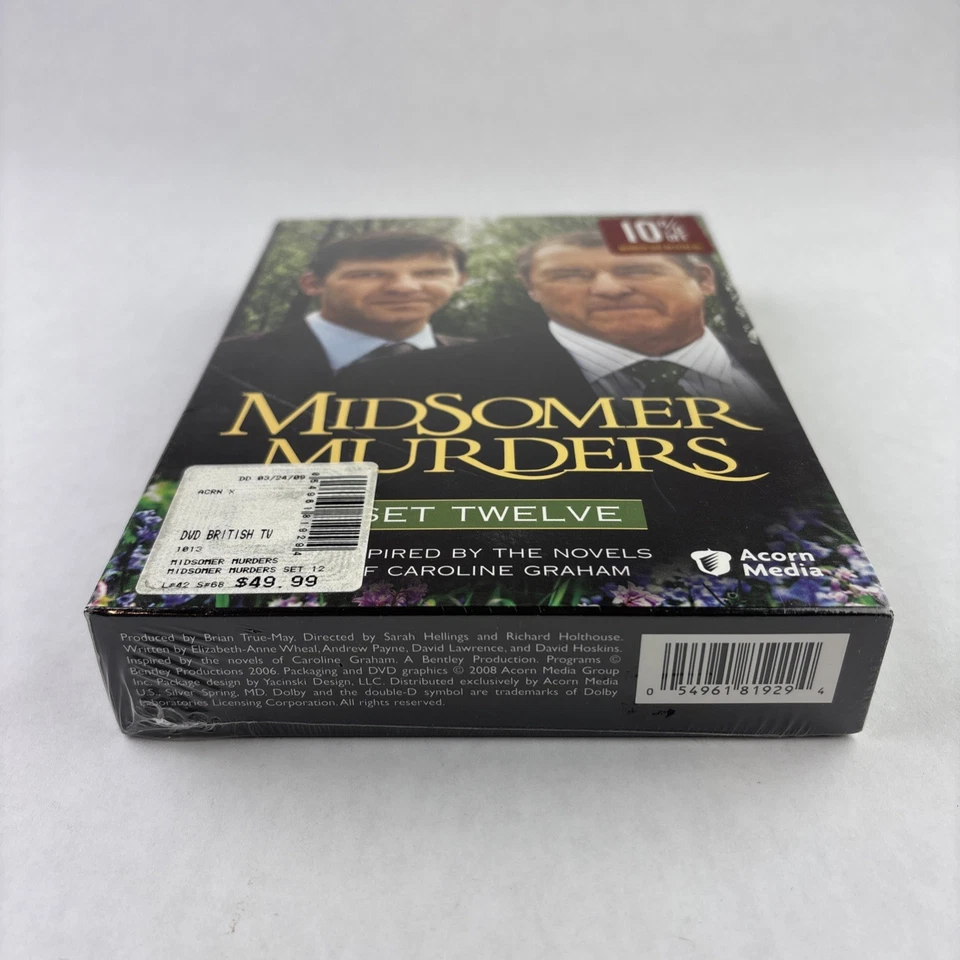 10% OFF
MIDSOMER
MURDERS
SET TWELVE
PIRED BY THE NOVELS
F CAROLINE GRAHAM
Acorn
Media
DD 03/24/09
ACRN X
054961819294
DVD BRITISH TV
1013
MIDSOMER MURDERS
MIDSOMER MURDERS SET 12
L#42 S#68 $49.99
Produced by Brian True-May. Directed by Sarah Hellings and Richard Holthouse.
Written by Elizabeth-Anne Wheal, Andrew Payne, David Lawrence, and David Hoskins.
Inspired by the novels of Caroline Graham. A Bentley Production. Programs ©
Bentley Productions 2006. Packaging and DVD graphics © 2008 Acorn Media Group
Inc. Package design by Yacinski Design, LLC. Distributed exclusively by Acorn Media
U.S., Silver Spring, MD. Dolby and the double-D symbol are trademarks of Dolby
Laboratories Licensing Corporation. All rights reserved.
0 54961 81929 4